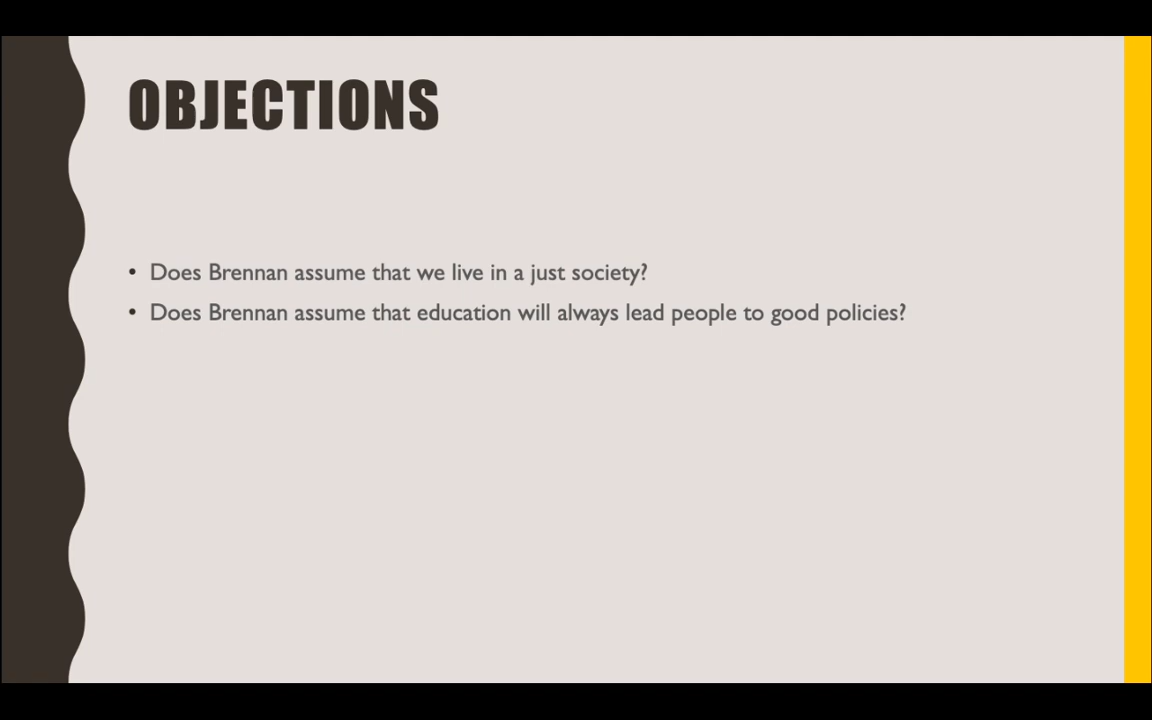 OBJECTIONS
• Does Brennan assume that we live in a just society?
• Does Brennan assume that education will always lead people to good policies?